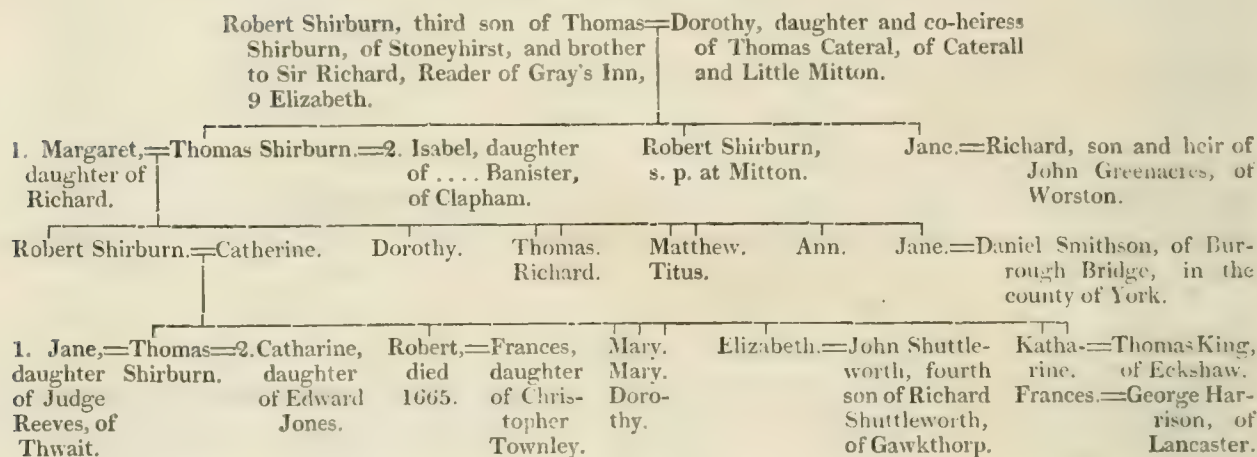 Robert Shirburn, third son of Thomas=Dorothy, daughter and co-heiress
Shirburn, of Stoneyhirst, and brother of Thomas Cateral, of Caterall
to Sir Richard, Reader of Gray's Inn, and Little Mitton.
9 Elizabeth.
1. Margaret,=Thomas Shirburn.=2. Isabel, daughter Robert Shirburn, Jane.=Richard, son and heir of
daughter of of .... Banister, s. p. at Mitton. John Greenacres, of
Richard. of Clapham. Worston.
Robert Shirburn.=Catherine. Dorothy. Thomas. Matthew. Ann. Jane.=Daniel Smithson, of Bur-
Richard. Titus. rough Bridge, in the
county of York.
1. Jane,=Thomas=2. Catharine, Robert,=Frances, Mary. Elizabeth.=John Shuttle- Katha-=Thomas King,
daughter Shirburn. daughter died daughter Mary. worth, fourth rine. of Eckshaw.
of Judge of Edward 1665. of Chris- Doro- son of Richard Frances.=George Har-
Reeves, of Jones. topher thy. Shuttleworth, rison, of
Thwait. Townley. of Gawkthorp. Lancaster.